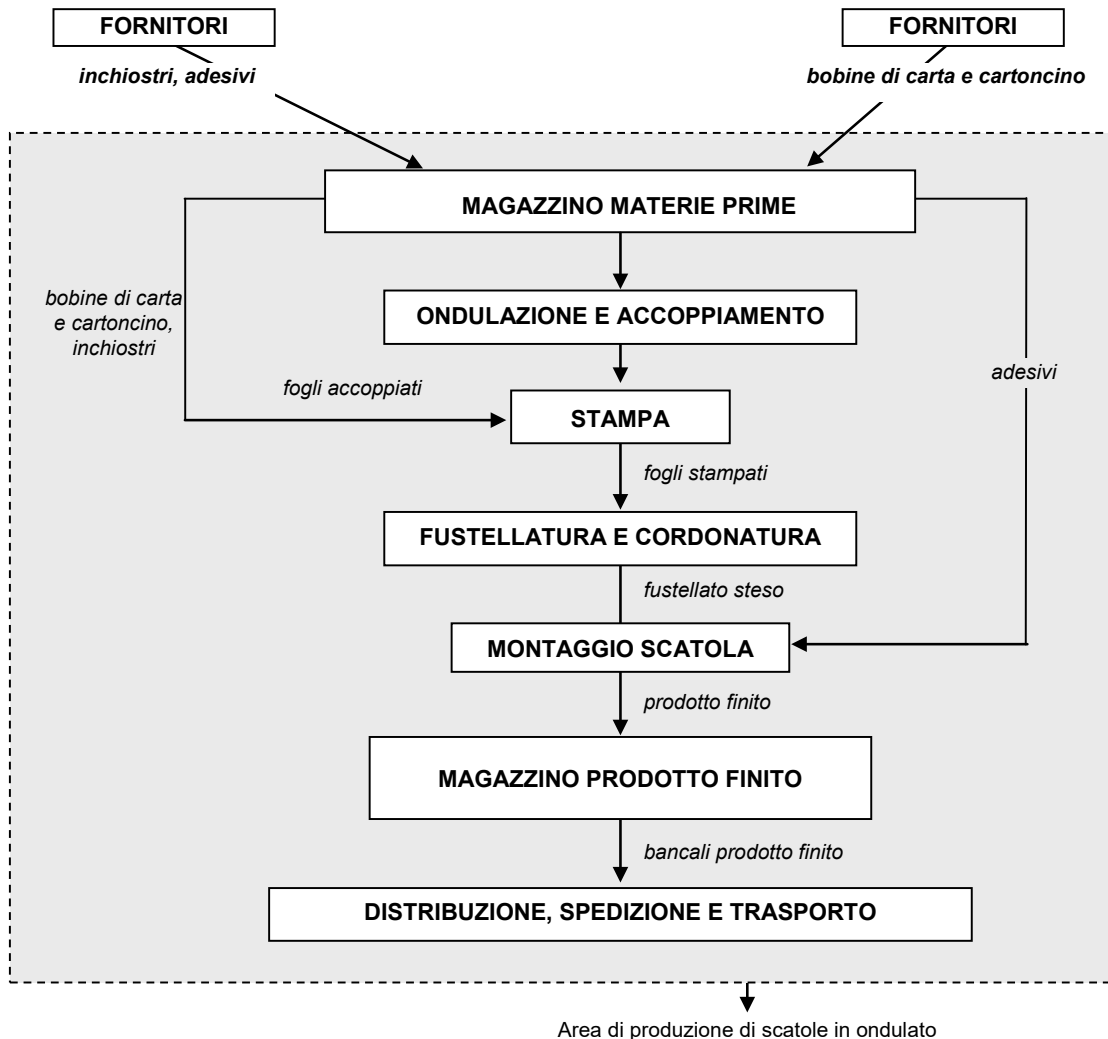 FORNITORI
FORNITORI
inchiostri, adesivi
bobine di carta e cartoncino
MAGAZZINO MATERIE PRIME
bobine di carta
e cartoncino,
inchiostri
ONDULAZIONE E ACCOPPIAMENTO
adesivi
fogli accoppiati
STAMPA
fogli stampati
FUSTELLATURA E CORDONATURA
fustellato steso
MONTAGGIO SCATOLA
prodotto finito
MAGAZZINO PRODOTTO FINITO
bancali prodotto finito
DISTRIBUZIONE, SPEDIZIONE E TRASPORTO
Area di produzione di scatole in ondulato